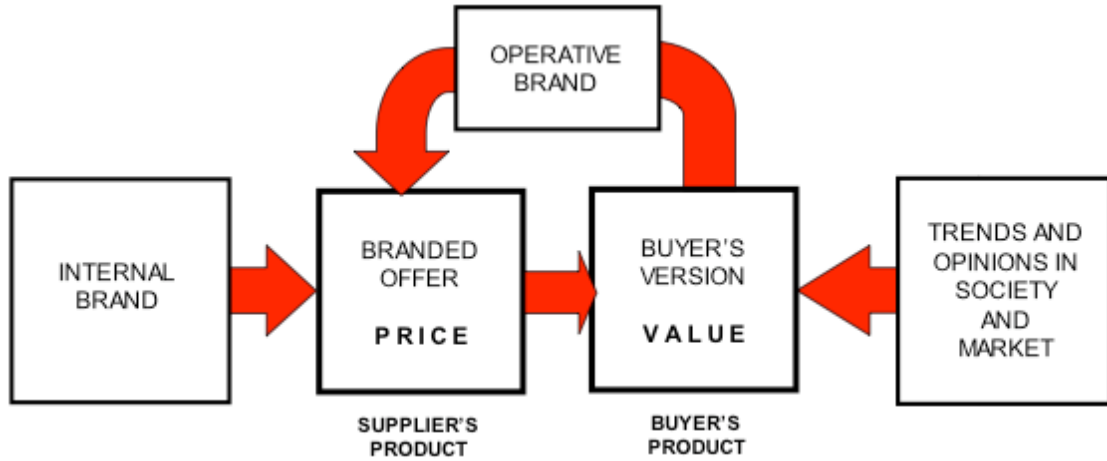 OPERATIVE
BRAND
INTERNAL
BRAND
BRANDED
OFFER
PRICE
BUYER'S
VERSION
VALUE
TRENDS AND
OPINIONS IN
SOCIETY
AND
MARKET
SUPPLIER'S
PRODUCT
BUYER'S
PRODUCT